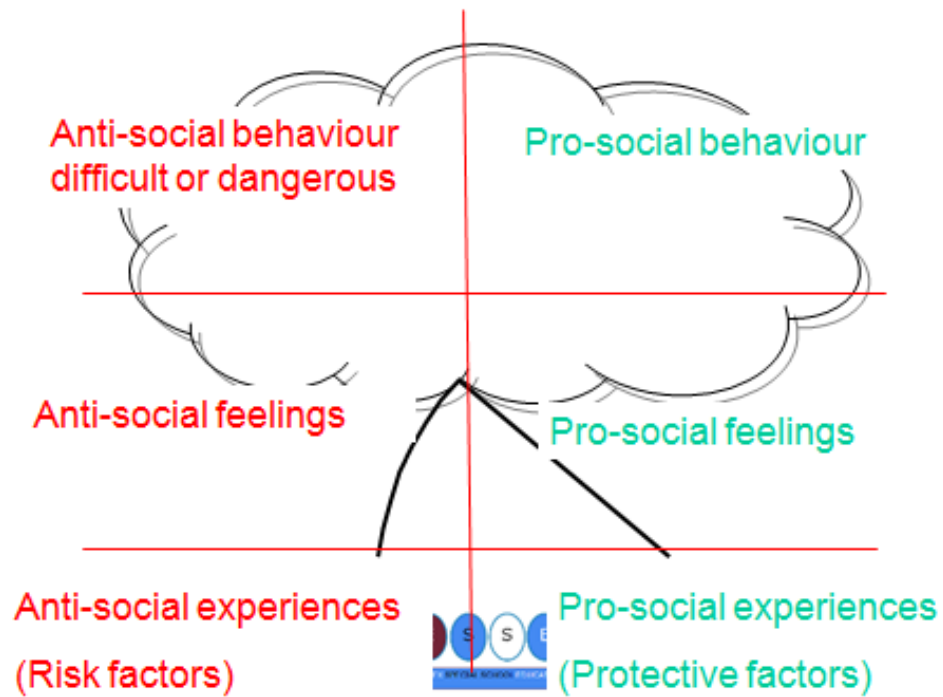 Anti-social behaviour
difficult or dangerous
Pro-social behaviour
Anti-social feelings
Pro-social feelings
Anti-social experiences
(Risk factors)
S S
SCHOOL
Pro-social experiences
(Protective factors)